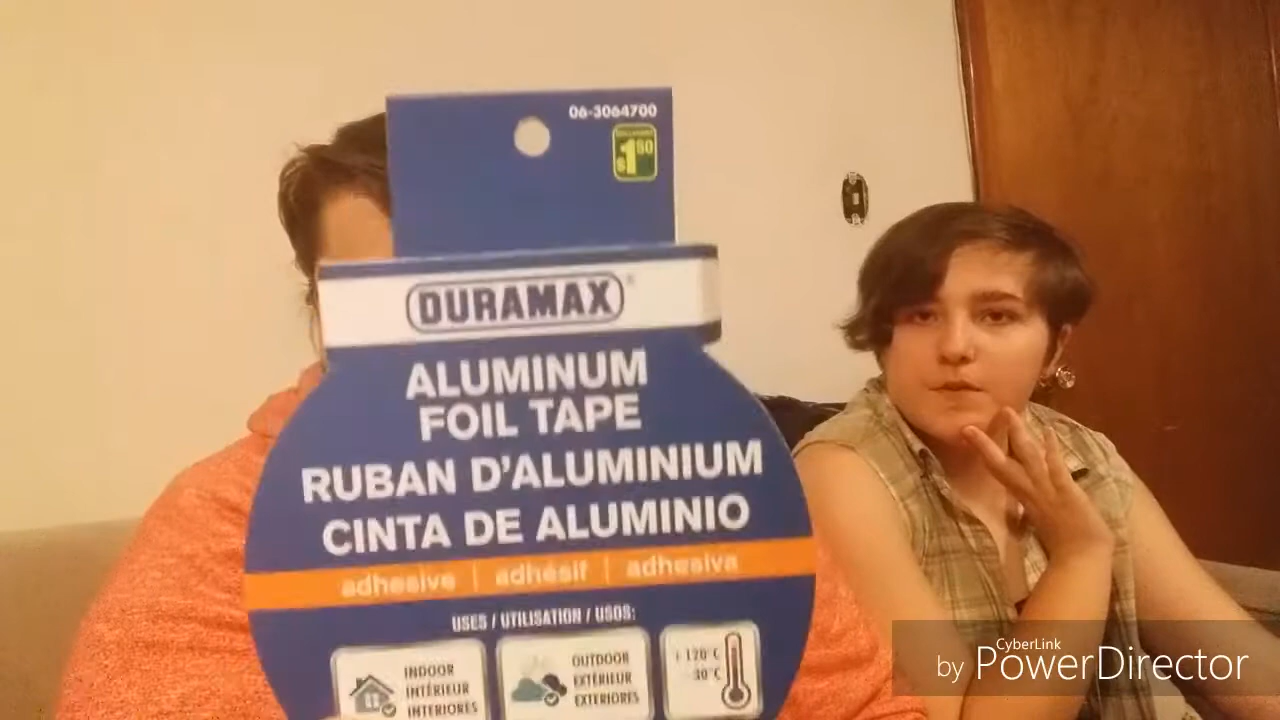 06-3064700
$1.50
DURAMAX®
ALUMINUM
FOIL TAPE
RUBAN D'ALUMINIUM
CINTA DE ALUMINIO
adhesive | adhésif | adhesiva
USES / UTILISATION / USOS:
INDOOR
INTÉRIEUR
INTERIORES
OUTDOOR
EXTÉRIEUR
EXTERIORES
+ 120°C
- 30°C
CyberLink
by PowerDirector